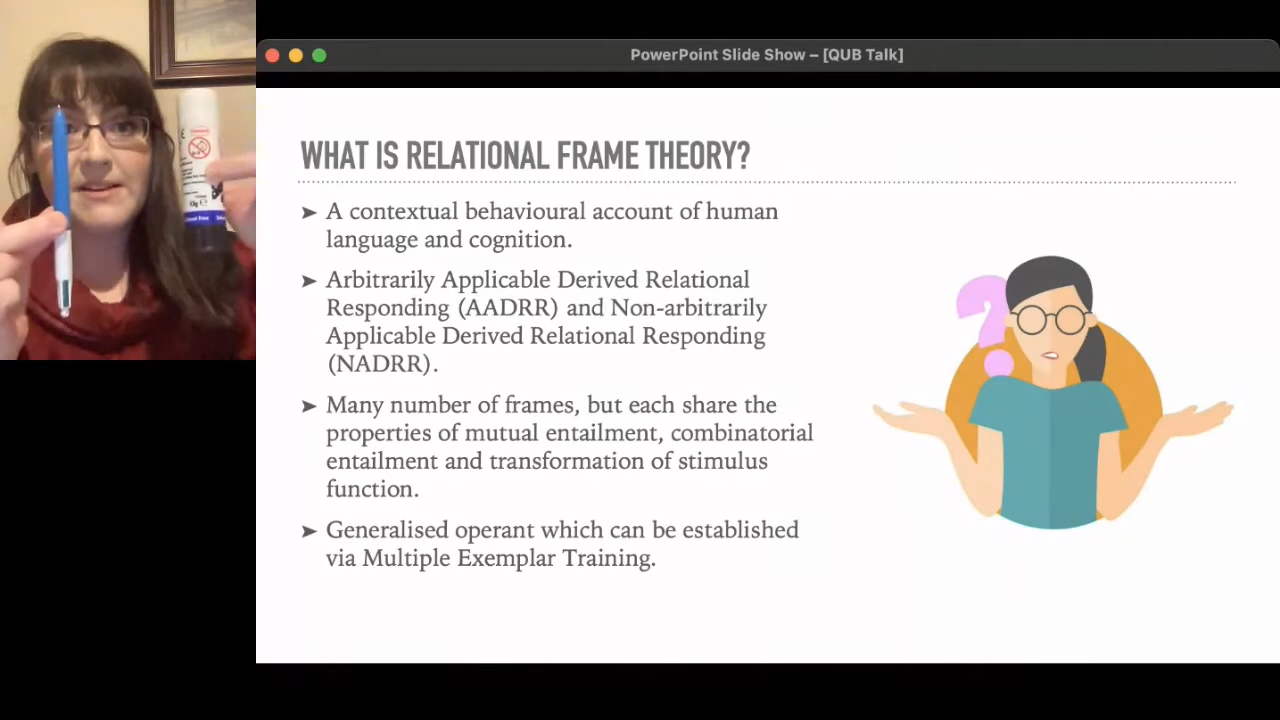 PowerPoint Slide Show – [QUB Talk]
WHAT IS RELATIONAL FRAME THEORY?
➤ A contextual behavioural account of human
language and cognition.
➤ Arbitrarily Applicable Derived Relational
Responding (AADRR) and Non-arbitrarily
Applicable Derived Relational Responding
(NADRR).
➤ Many number of frames, but each share the
properties of mutual entailment, combinatorial
entailment and transformation of stimulus
function.
➤ Generalised operant which can be established
via Multiple Exemplar Training.
?